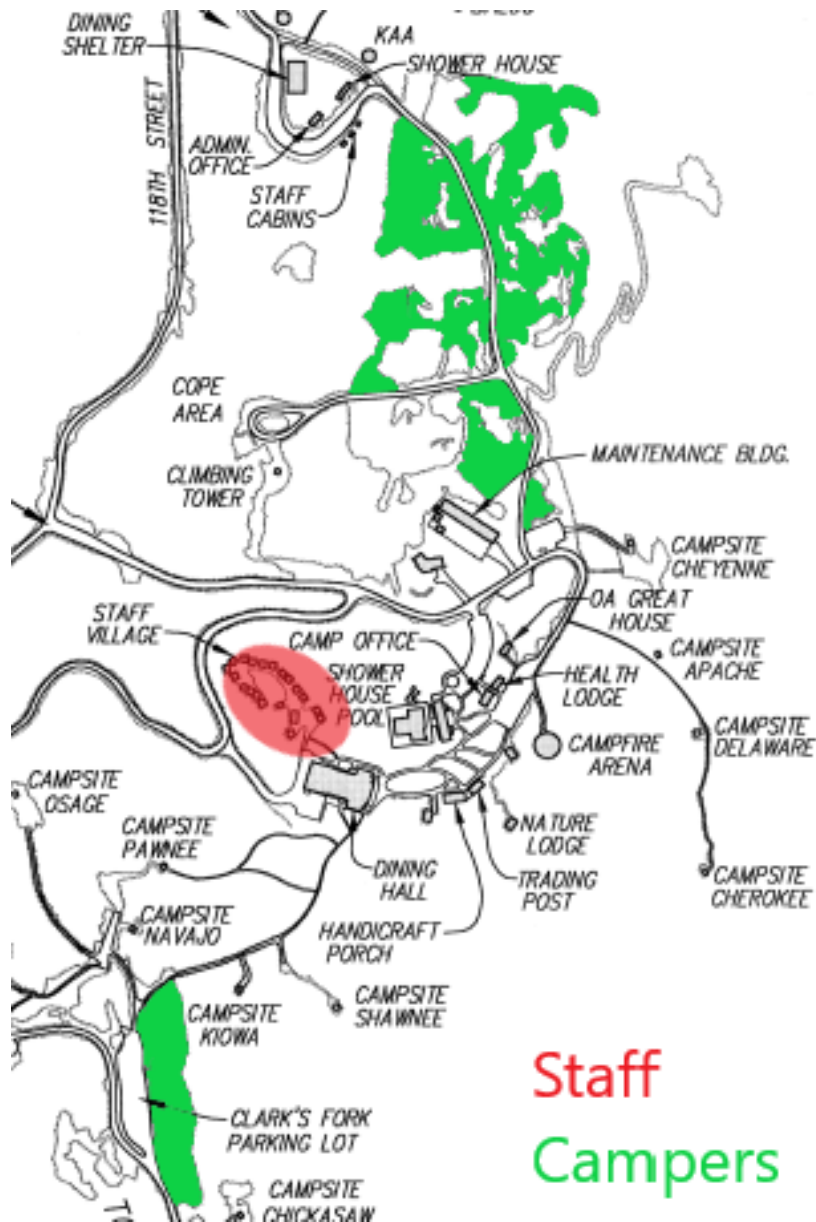 DINING
SHELTER
KAA
SHOWER HOUSE
118TH STREET
ADMIN.
OFFICE
STAFF
CABINS
COPE
AREA
CLIMBING
TOWER
MAINTENANCE BLDG.
CAMPSITE
CHEYENNE
STAFF
VILLAGE
CAMP OFFICE
OA GREAT
HOUSE
SHOWER
HOUSE
POOL
HEALTH
LODGE
CAMPSITE
APACHE
CAMPSITE
DELAWARE
CAMPFIRE
ARENA
CAMPSITE
OSAGE
CAMPSITE
PAWNEE
NATURE
LODGE
DINING
HALL
TRADING
POST
CAMPSITE
CHEROKEE
CAMPSITE
NAVAJO
HANDICRAFT
PORCH
CAMPSITE
KIOWA
CAMPSITE
SHAWNEE
Staff
CLARK'S FORK
PARKING LOT
Campers
CAMPSITE
CHICKASAW